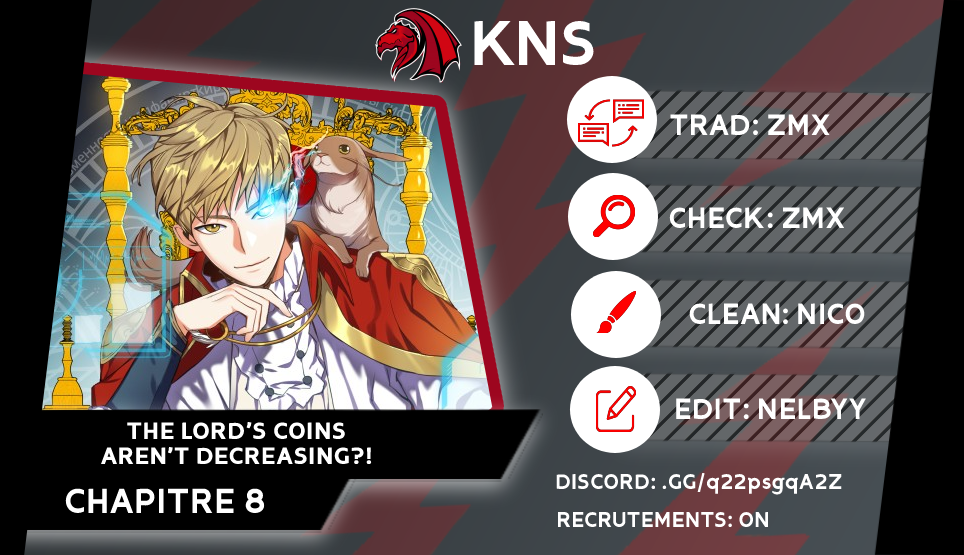 KNS
TRAD: ZMX
CHECK: ZMX
CLEAN: NICO
EDIT: NELBYY
THE LORD'S COINS
AREN'T DECREASING?!
CHAPITRE 8
DISCORD: .GG/q22psgqA2Z
RECRUTEMENTS: ON